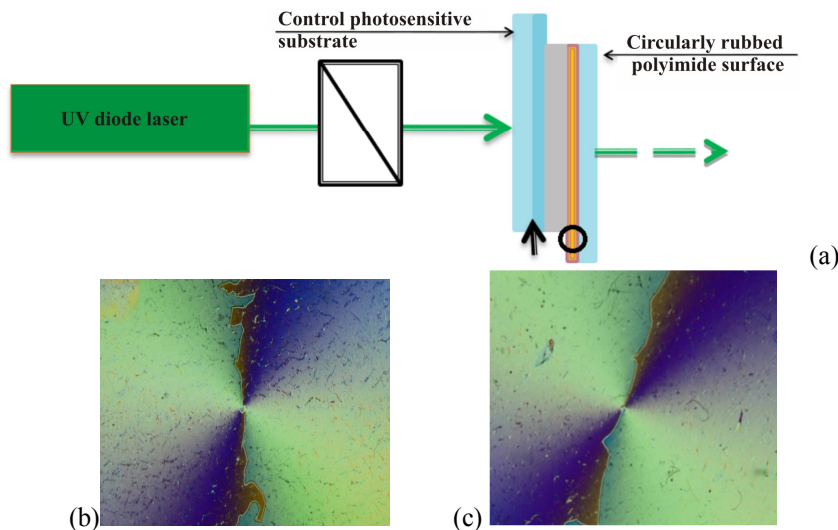 Control photosensitive
substrate
Circularly rubbed
polyimide surface
UV diode laser
(a)
(b)
(c)